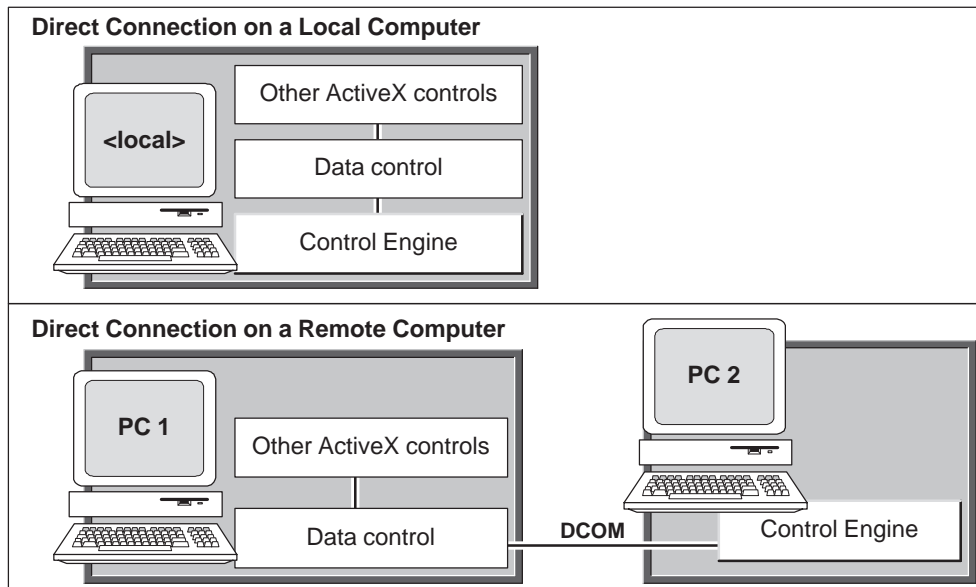 Direct Connection on a Local Computer
<local>
Other ActiveX controls
Data control
Control Engine
Direct Connection on a Remote Computer
PC 1
Other ActiveX controls
Data control
DCOM
PC 2
Control Engine